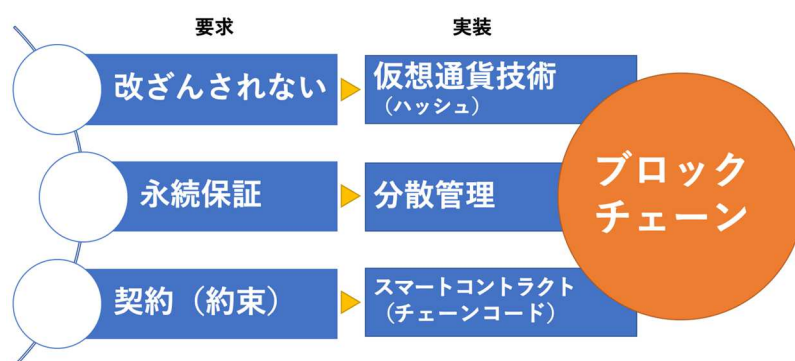 要求
実装
改ざんされない
仮想通貨技術
（ハッシュ）
永続保証
分散管理
契約（約束）
スマートコントラクト
（チェーンコード）
ブロック
チェーン